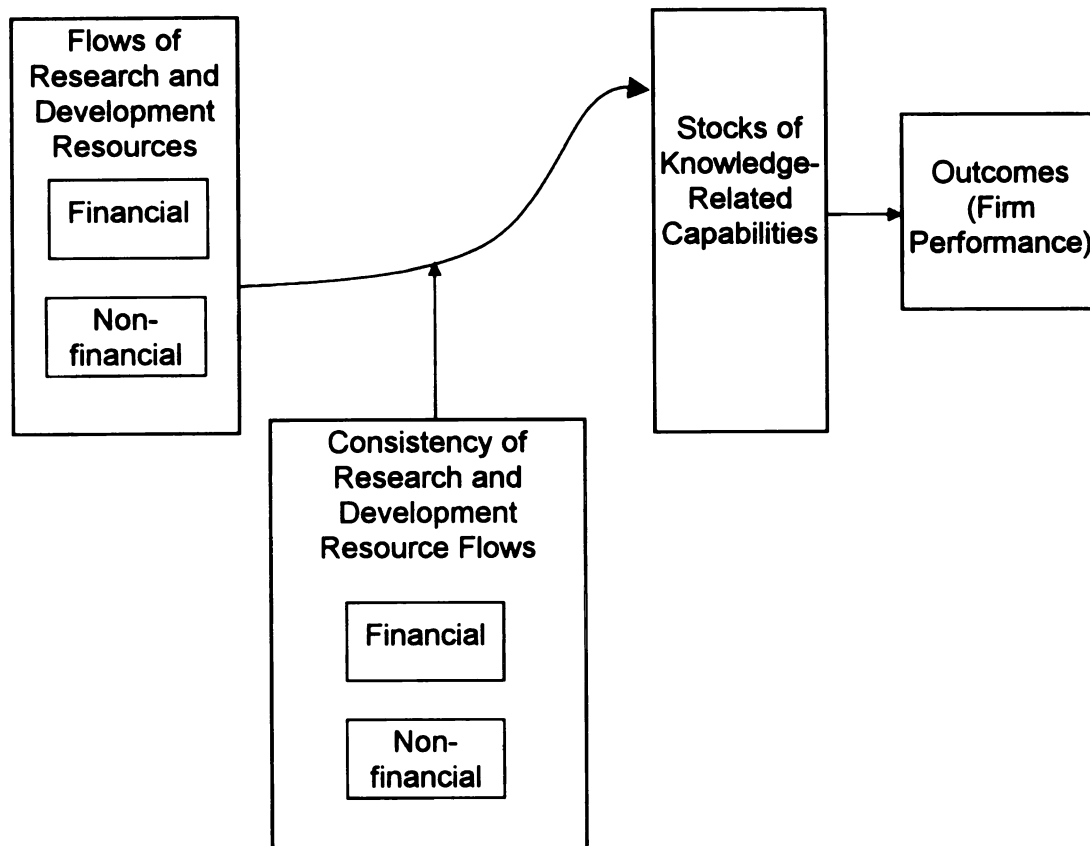 Flows of
Research and
Development
Resources
Financial
Non-
financial
Consistency of
Research and
Development
Resource Flows
Financial
Non-
financial
Stocks of
Knowledge-
Related
Capabilities
Outcomes
(Firm
Performance)